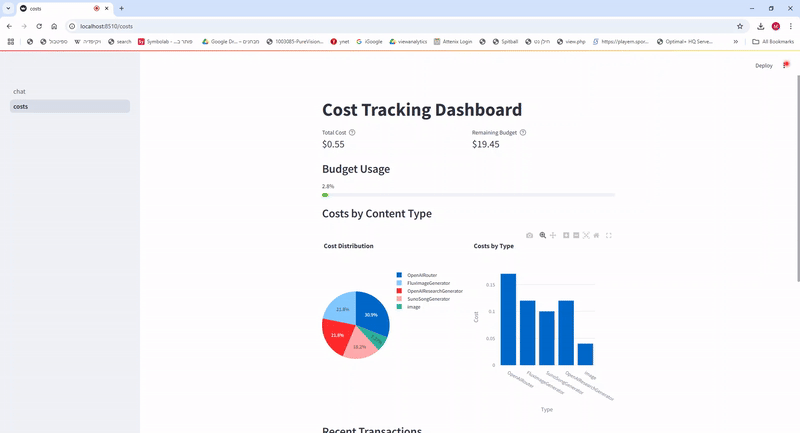 costs
localhost:8510/costs
search
Symbolab - ...
Google Dr...
1003085-PureVision...
ynet
iGoogle
viewanalytics
Attenix Login
Spitball
view.php
https://playem.spor...
Optimal+ HQ Serve...
All Bookmarks
Deploy
chat
costs
Cost Tracking Dashboard
Total Cost
Remaining Budget
$0.55
$19.45
Budget Usage
2.8%
Costs by Content Type
Cost Distribution
Costs by Type
OpenAIRouter
FluxImageGenerator
OpenAIResearchGenerator
SunoSongGenerator
image
30.9%
21.8%
21.8%
18.2%
0.15
0.1
0.05
0
Cost
OpenAIRouter
FluxImageGenerator
SunoSongGenerator
OpenAIResearchGenerator
image
Type
Recent Transactions